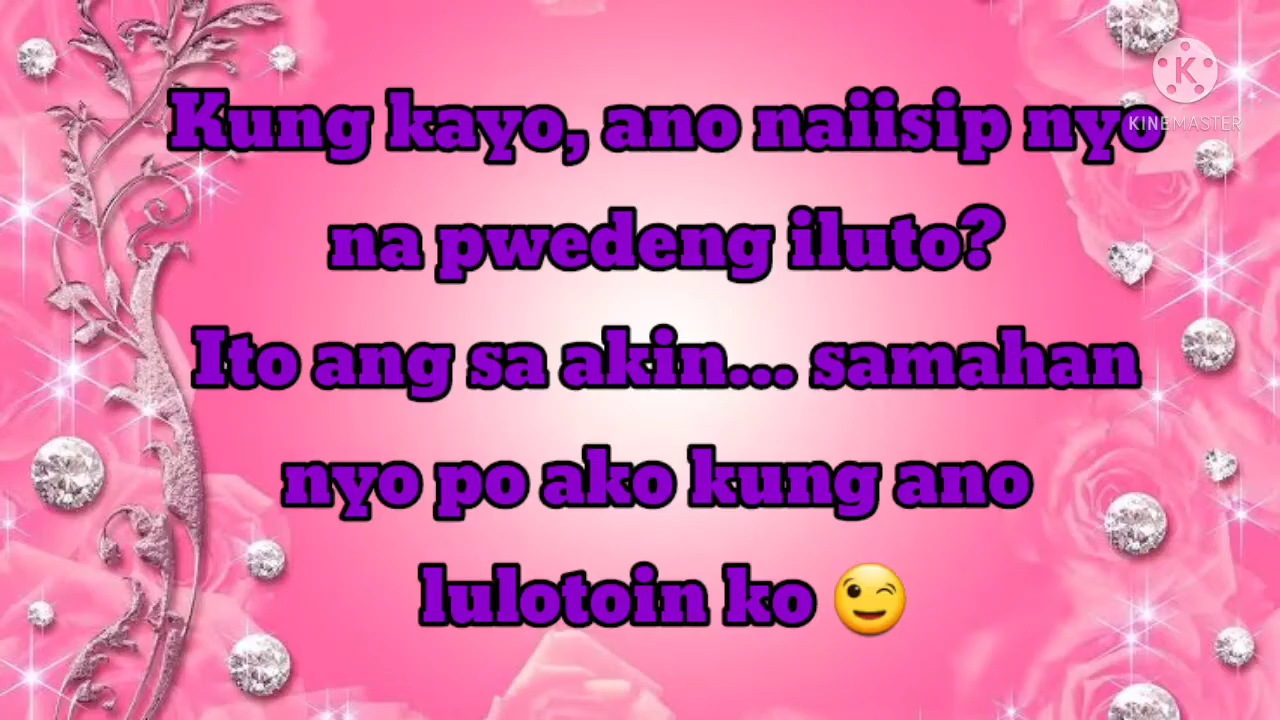 Kung kayo, ano naiisip nyo
na pwedeng iluto?
Ito ang sa akin... samahan
nyo po ako kung ano
lulotoin ko 😉
K
KINEMASTER